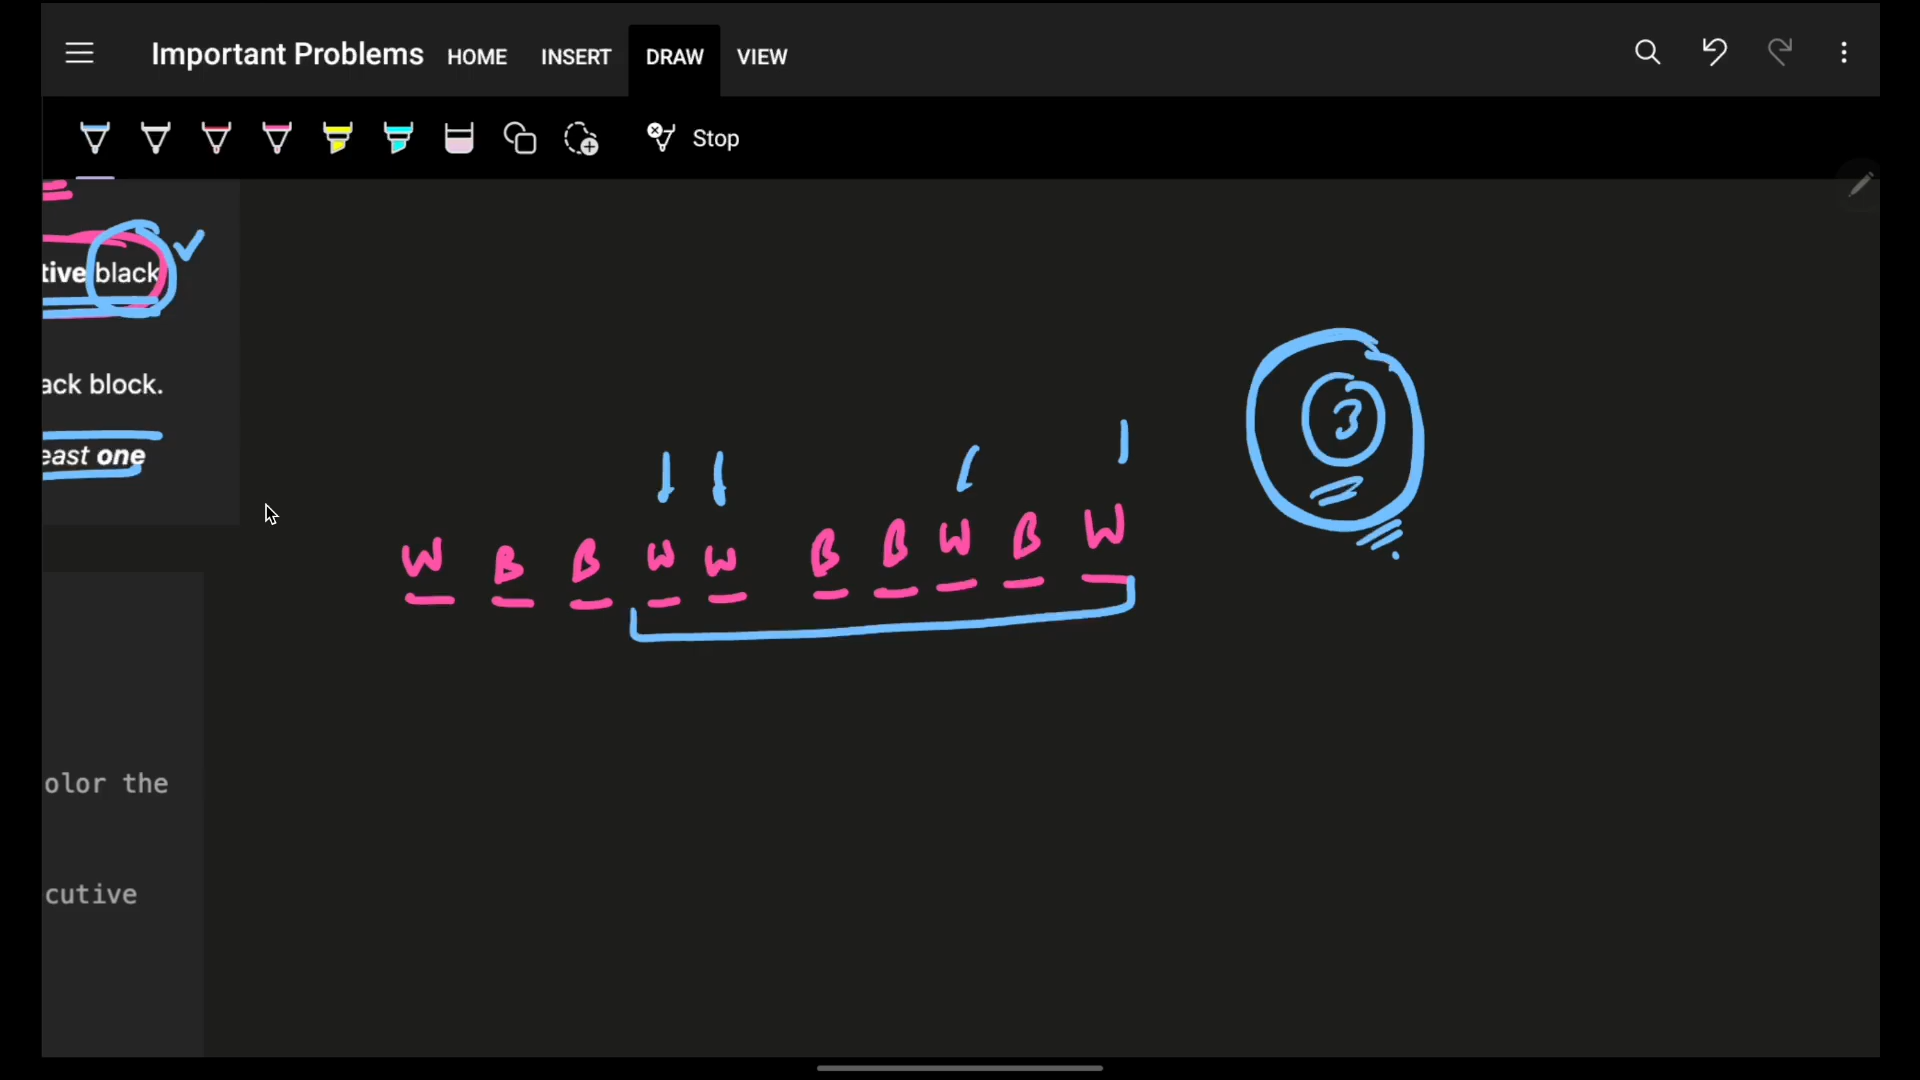 Important Problems HOME INSERT DRAW VIEW
Stop
tive black
ack block.
east one
3
W B B W W B B W B W
olor the
cutive